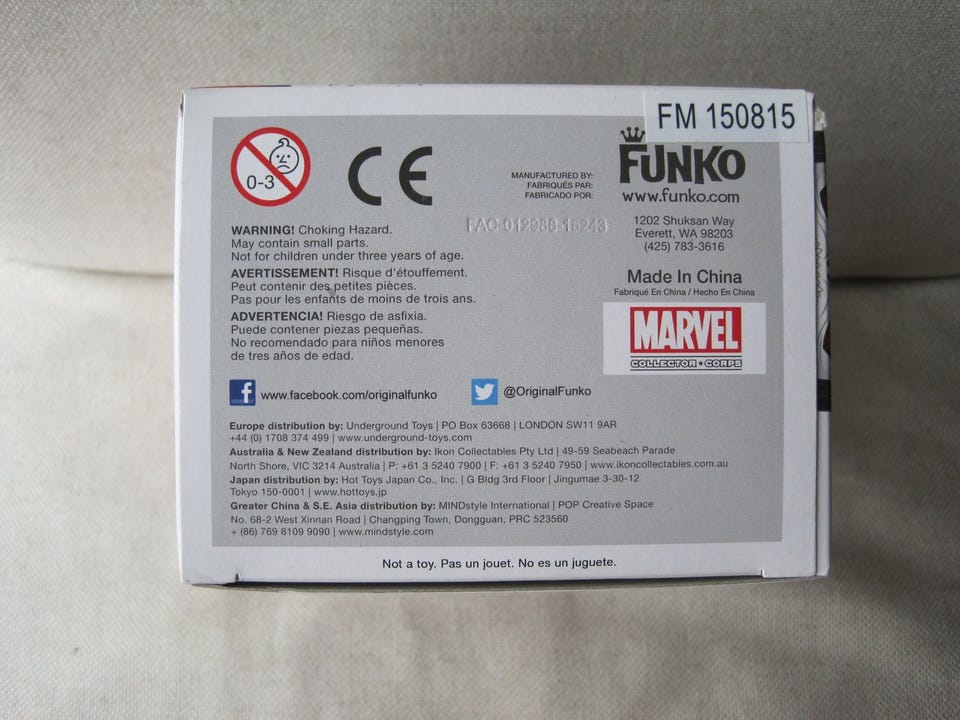 FM 150815
0-3
CE
MANUFACTURED BY:
FABRIQUÉS PAR:
FABRICADO POR:
FUNKO
www.funko.com
1202 Shuksan Way
Everett, WA 98203
(425) 783-3616
Made In China
Fabriqué En China / Hecho En China
MARVEL
COLLECTOR CORPS
WARNING! Choking Hazard.
May contain small parts.
Not for children under three years of age.
AVERTISSEMENT! Risque d'étouffement.
Peut contenir des petites pièces.
Pas pour les enfants de moins de trois ans.
ADVERTENCIA! Riesgo de asfixia.
Puede contener piezas pequeñas.
No recomendado para niños menores
de tres años de edad.
www.facebook.com/originalfunko
@OriginalFunko
Europe distribution by: Underground Toys | PO Box 63668 | LONDON SW11 9AR
+44 (0) 1708 374 499 | www.underground-toys.com
Australia & New Zealand distribution by: Ikon Collectables Pty Ltd | 49-59 Seabeach Parade
North Shore, VIC 3214 Australia | P: +61 3 5240 7900 | F: +61 3 5240 7950 | www.ikoncollectables.com.au
Japan distribution by: Hot Toys Japan Co., Inc. | G Bldg 3rd Floor | Jingumae 3-30-12
Tokyo 150-0001 | www.hottoys.jp
Greater China & S.E. Asia distribution by: MINDstyle International | POP Creative Space
No. 68-2 West Xinnan Road | Changping Town, Dongguan, PRC 523560
+ (86) 769 8109 9090 | www.mindstyle.com
Not a toy. Pas un jouet. No es un juguete.